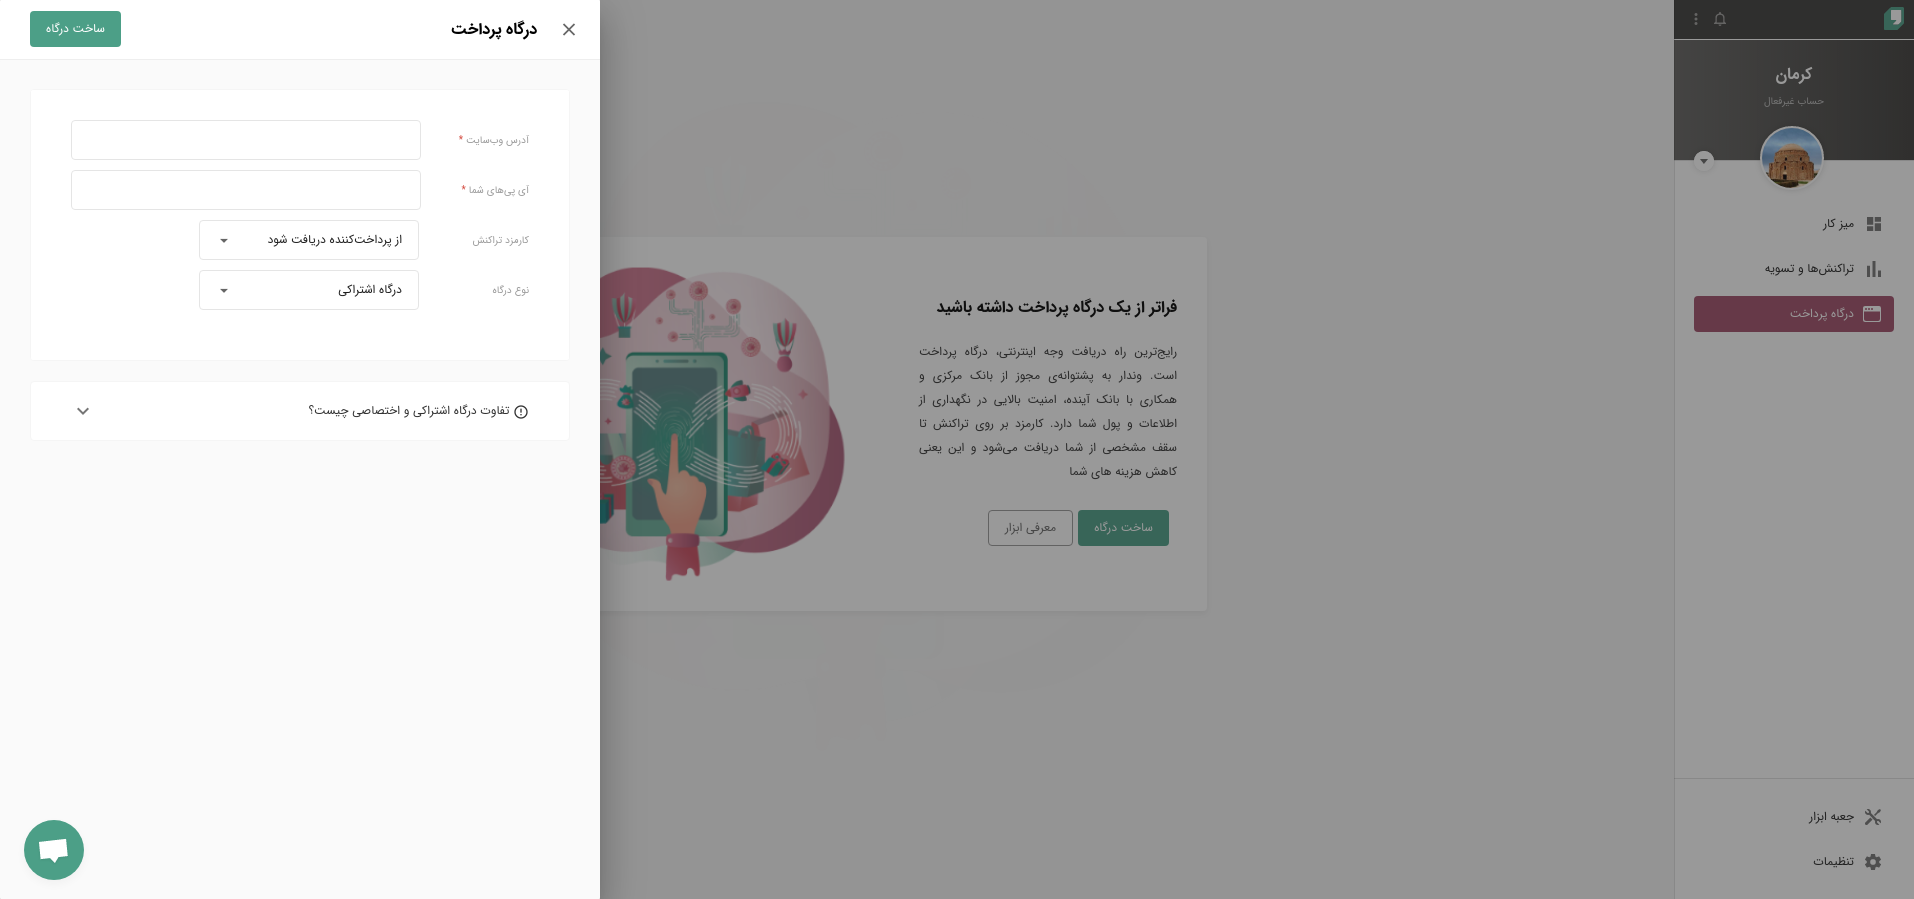 درگاه پرداخت
ساخت درگاه
آدرس وب‌سایت *
آی پی‌های شما *
کارمزد تراکنش
از پرداخت‌کننده دریافت شود
نوع درگاه
درگاه اشتراکی
تفاوت درگاه اشتراکی و اختصاصی چیست؟
کرمان
حساب غیرفعال
میز کار
تراکنش‌ها و تسویه
درگاه پرداخت
جعبه ابزار
تنظیمات
فراتر از یک درگاه پرداخت داشته باشید
رایج‌ترین راه دریافت وجه اینترنتی، درگاه پرداخت
است. وندار به پشتوانه‌ی مجوز از بانک مرکزی و
همکاری با بانک آینده، امنیت بالایی در نگهداری از
اطلاعات و پول شما دارد. کارمزد بر روی تراکنش تا
سقف مشخصی از شما دریافت می‌شود و این یعنی
کاهش هزینه های شما
ساخت درگاه
معرفی ابزار